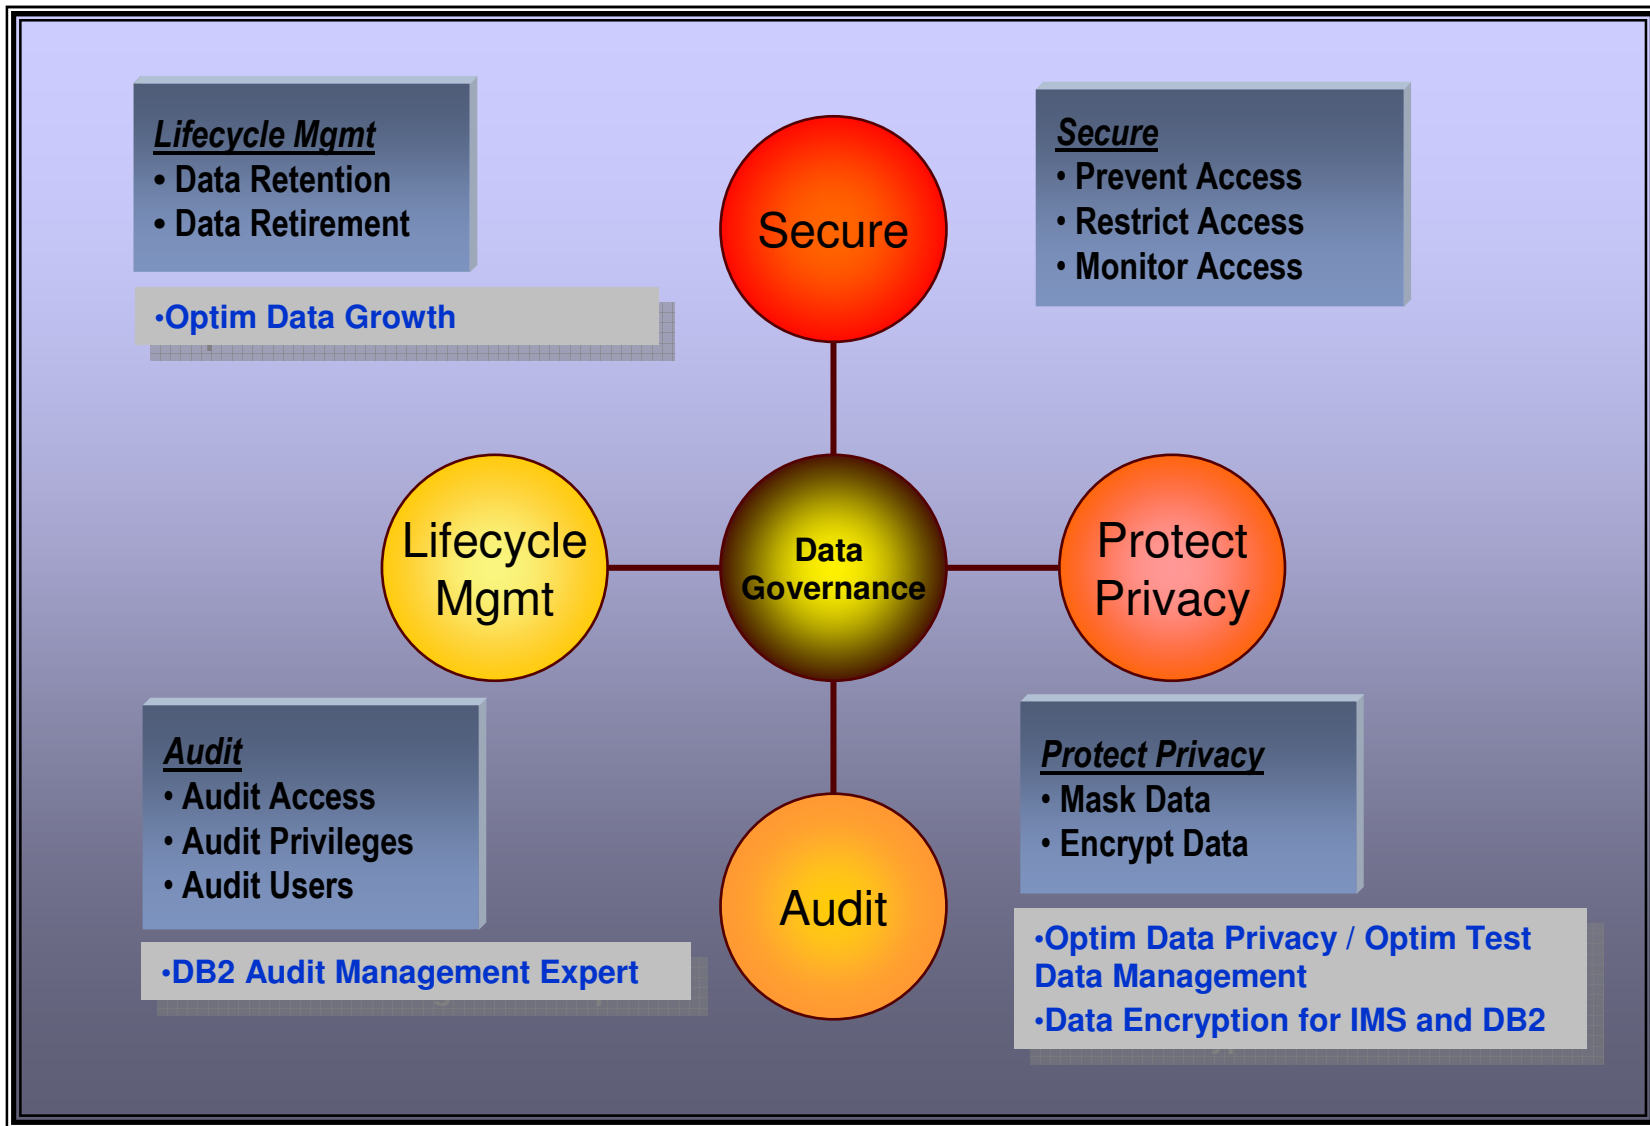 Lifecycle Mgmt
• Data Retention
• Data Retirement
•Optim Data Growth
Secure
Secure
• Prevent Access
• Restrict Access
• Monitor Access
Lifecycle
Mgmt
Data
Governance
Protect
Privacy
Audit
• Audit Access
• Audit Privileges
• Audit Users
•DB2 Audit Management Expert
Audit
Protect Privacy
• Mask Data
• Encrypt Data
•Optim Data Privacy / Optim Test
Data Management
•Data Encryption for IMS and DB2